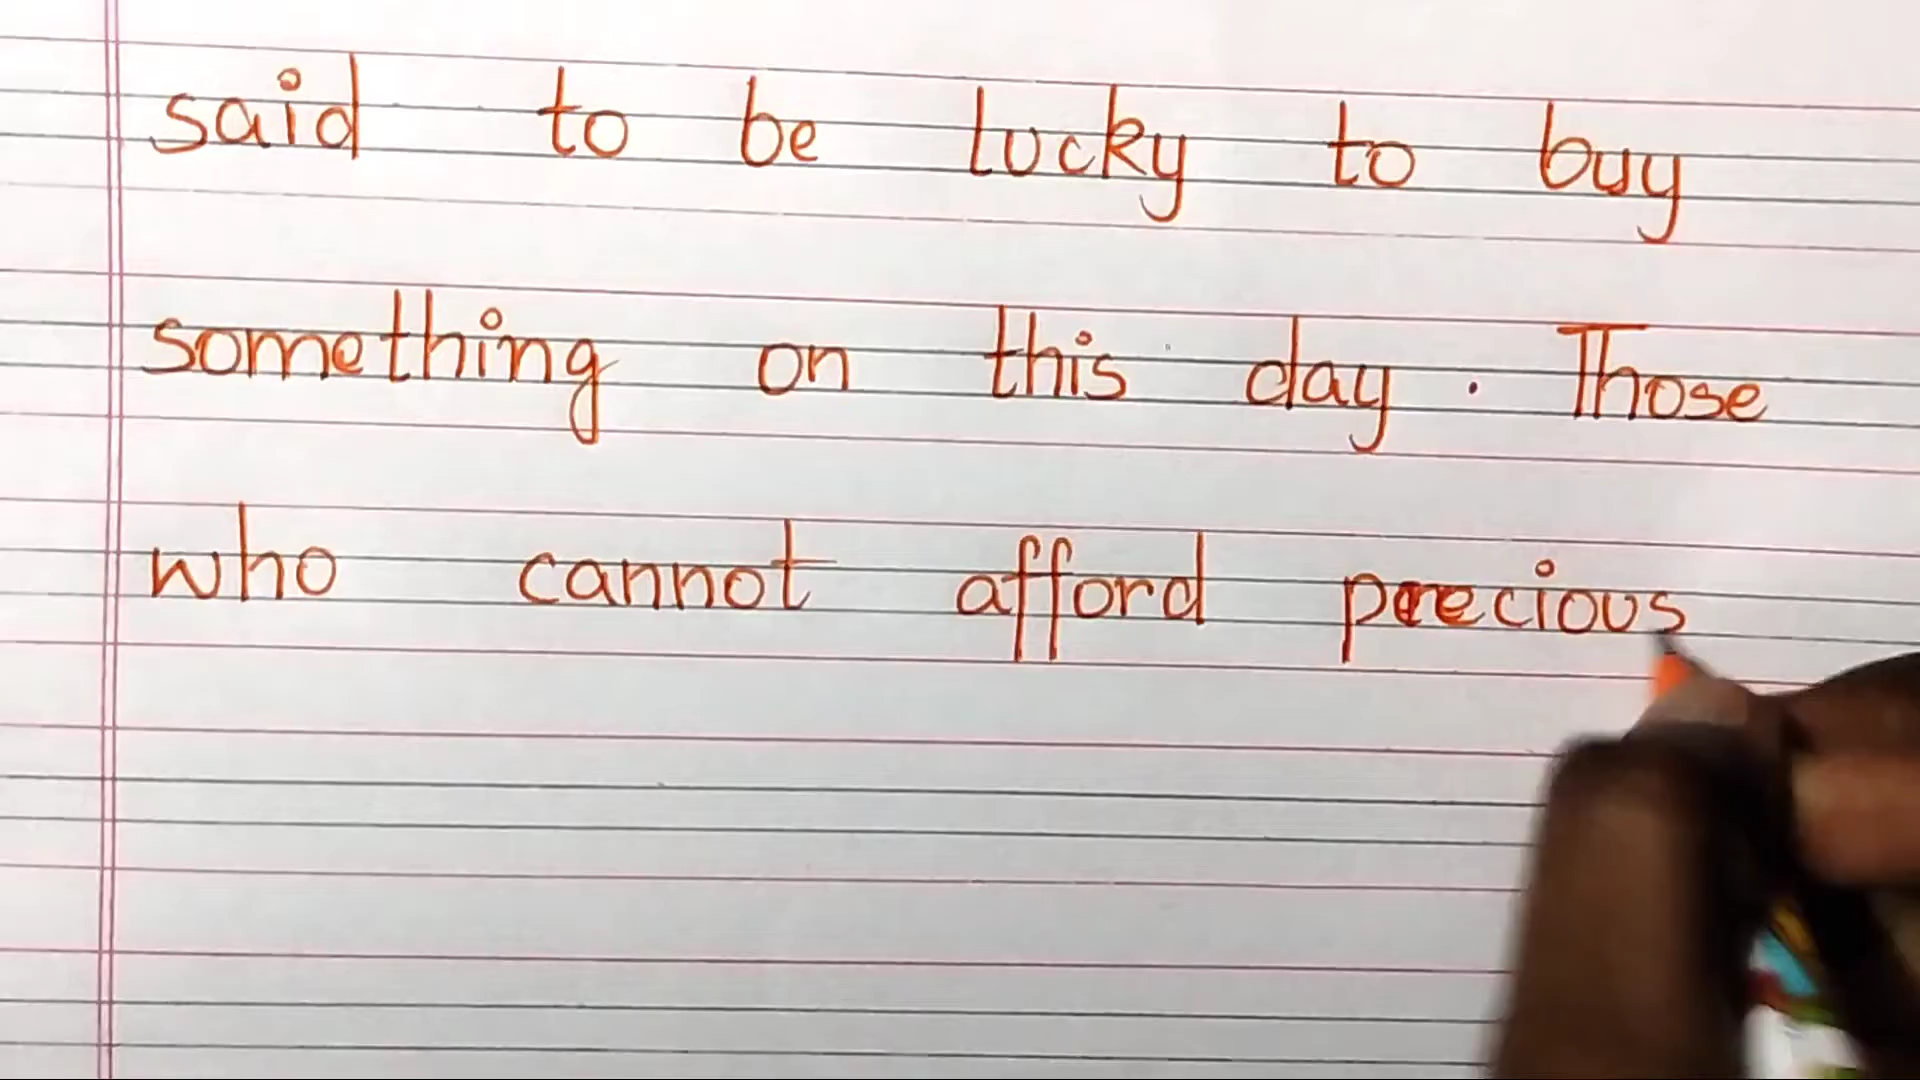 said to be lucky to buy
something on this day. Those
who cannot afford precious